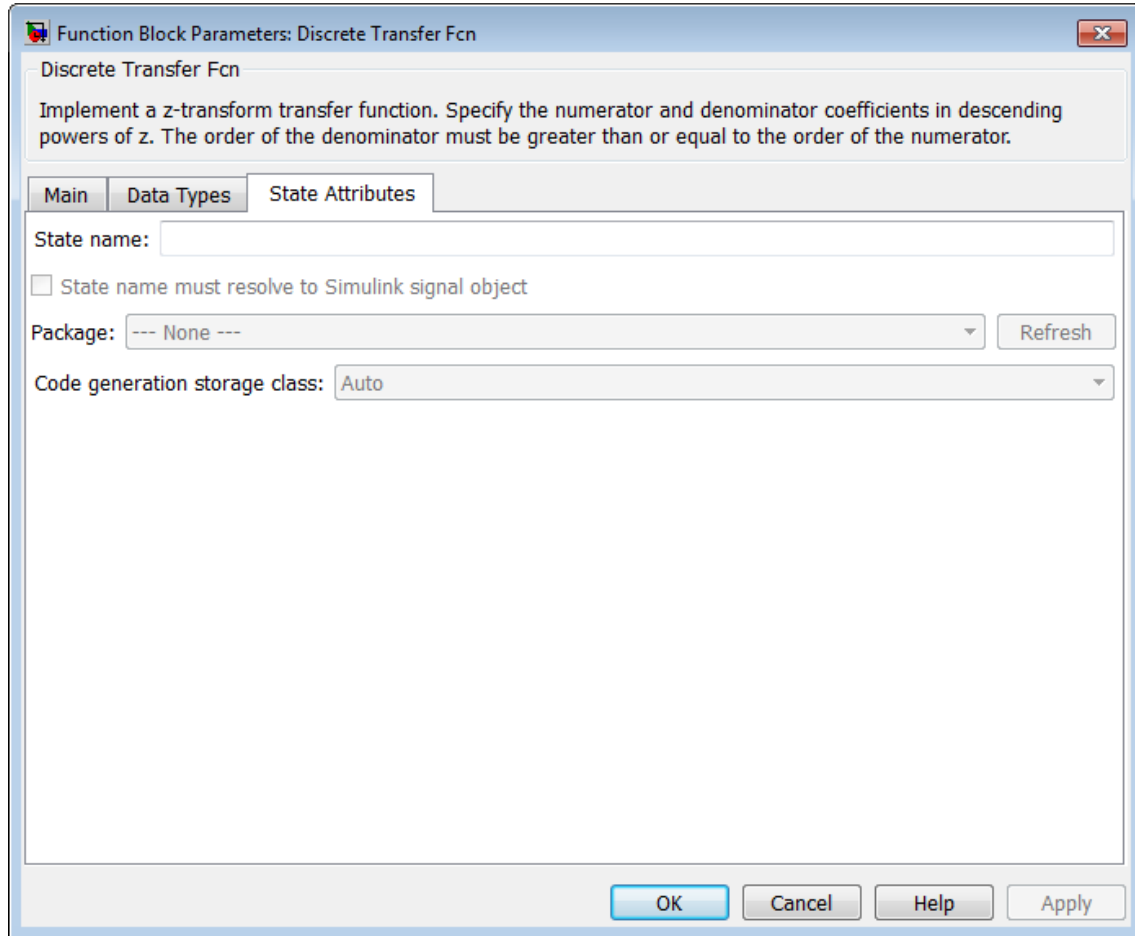 Function Block Parameters: Discrete Transfer Fcn
Discrete Transfer Fcn
Implement a z-transform transfer function. Specify the numerator and denominator coefficients in descending
powers of z. The order of the denominator must be greater than or equal to the order of the numerator.
Main Data Types State Attributes
State name:
State name must resolve to Simulink signal object
Package: --- None --- Refresh
Code generation storage class: Auto
OK Cancel Help Apply